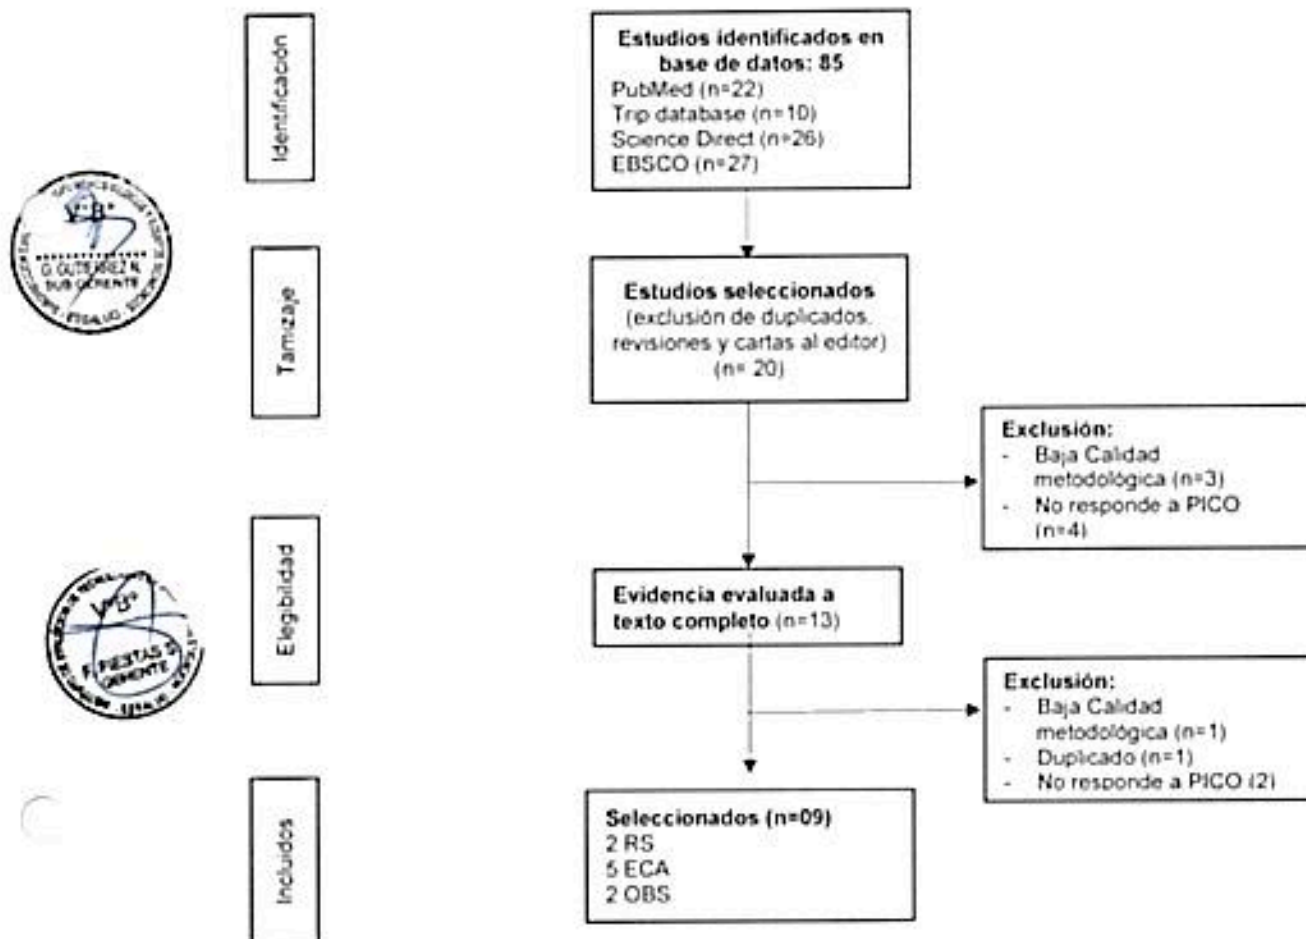 Identificación
Estudios identificados en
base de datos: 85
PubMed (n=22)
Trip database (n=10)
Science Direct (n=26)
EBSCO (n=27)
V°B°
G. GUTIERREZ N.
SUB GERENTE
ESSALUD
Tamizaje
Estudios seleccionados
(exclusión de duplicados,
revisiones y cartas al editor)
(n= 20)
Exclusión:
- Baja Calidad
metodológica (n=3)
- No responde a PICO
(n=4)
Elegibilidad
Evidencia evaluada a
texto completo (n=13)
V°B°
F. FIESTAS S
GERENTE
Exclusión:
- Baja Calidad
metodológica (n=1)
- Duplicado (n=1)
- No responde a PICO (2)
Incluidos
Seleccionados (n=09)
2 RS
5 ECA
2 OBS